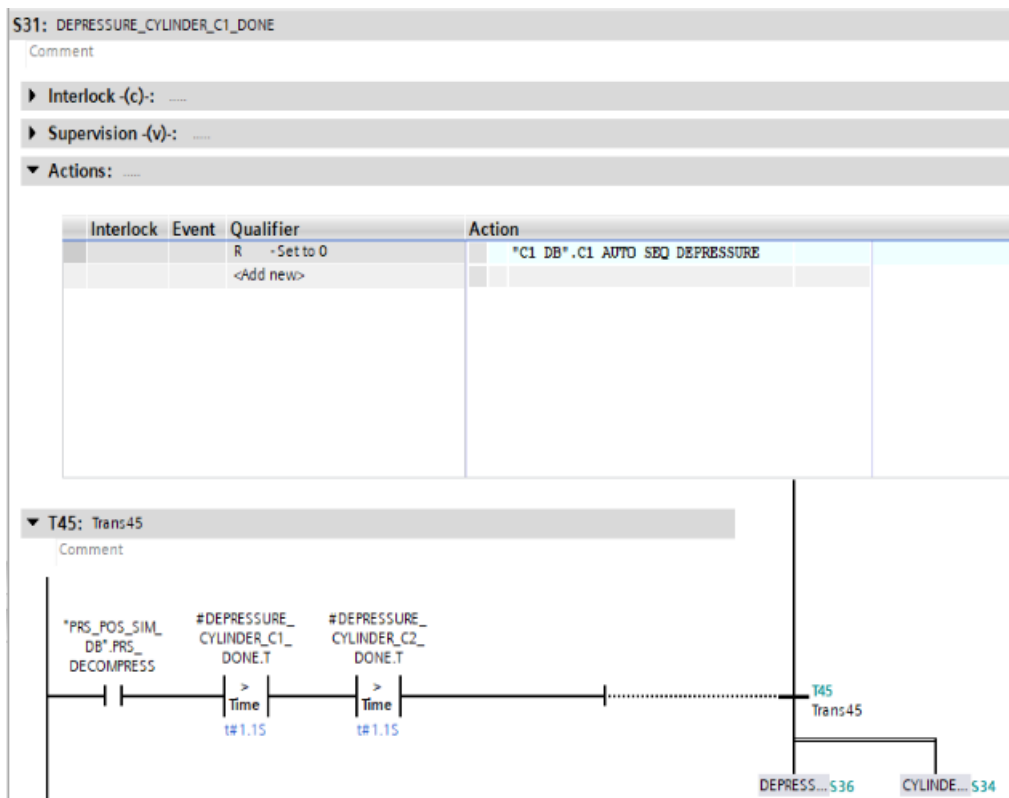 S31: DEPRESSURE_CYLINDER_C1_DONE
Comment
Interlock -(c)-: .....
Supervision -(v)-: .....
Actions: .....
Interlock Event Qualifier Action
R - Set to 0 "C1 DB".C1 AUTO SEQ DEPRESSURE
<Add new>
T45: Trans45
Comment
"PRS_POS_SIM_
DB".PRS_
DECOMPRESS
#DEPRESSURE_
CYLINDER_C1_
DONE.T
>
Time
t#1.1S
#DEPRESSURE_
CYLINDER_C2_
DONE.T
>
Time
t#1.1S
T45
Trans45
DEPRESS... S36
CYLINDE... S34